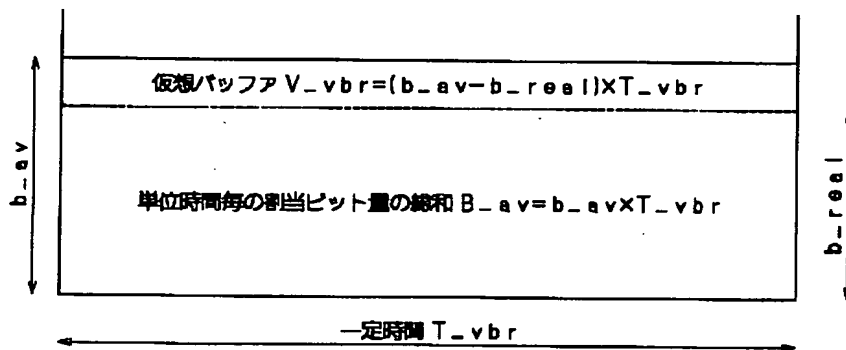 仮想バッファ V_vbr=(b_av-b_real)×T_vbr
b_av
単位時間毎の割当ビット量の総和 B_av=b_av×T_vbr
b_real
一定時間 T_vbr